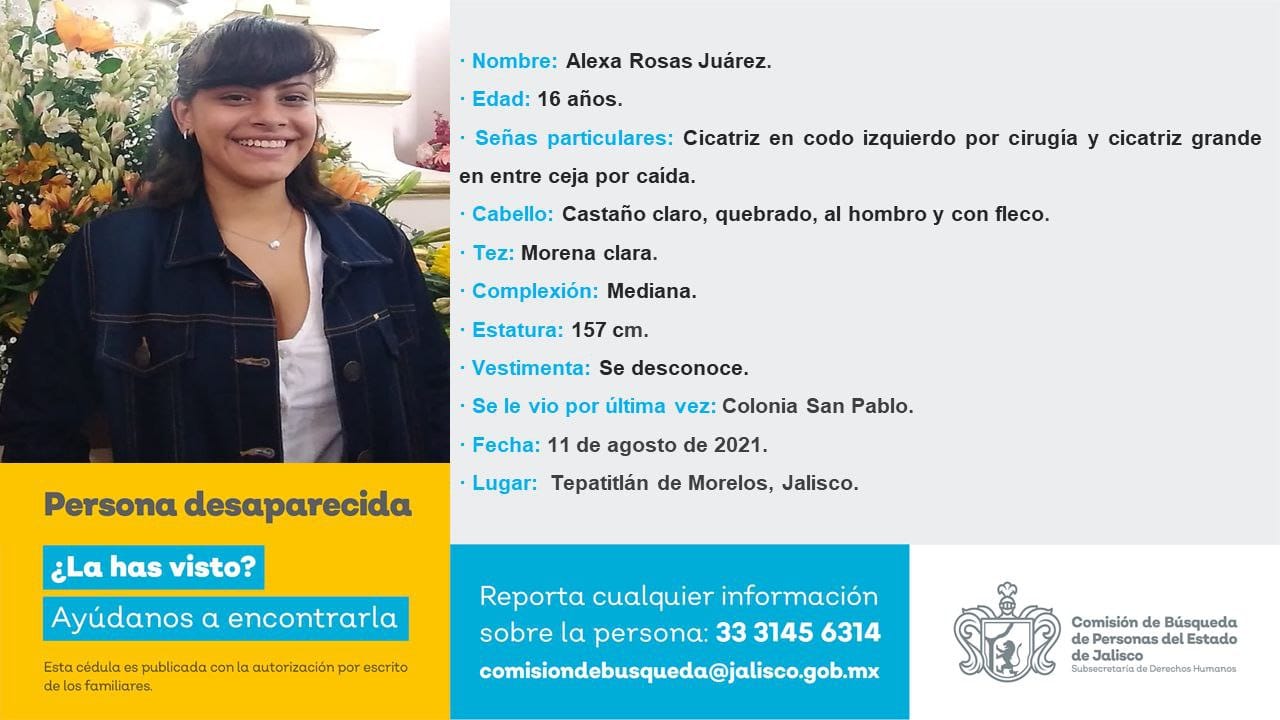 · Nombre: Alexa Rosas Juárez.
· Edad: 16 años.
· Señas particulares: Cicatriz en codo izquierdo por cirugía y cicatriz grande
en entre ceja por caída.
· Cabello: Castaño claro, quebrado, al hombro y con fleco.
· Tez: Morena clara.
· Complexión: Mediana.
· Estatura: 157 cm.
· Vestimenta: Se desconoce.
· Se le vio por última vez: Colonia San Pablo.
· Fecha: 11 de agosto de 2021.
· Lugar: Tepatitlán de Morelos, Jalisco.
Persona desaparecida
¿La has visto?
Ayúdanos a encontrarla
Esta cédula es publicada con la autorización por escrito
de los familiares.
Reporta cualquier información
sobre la persona: 33 3145 6314
comisiondebusqueda@jalisco.gob.mx
Comisión de Búsqueda
de Personas del Estado
de Jalisco
Subsecretaría de Derechos Humanos